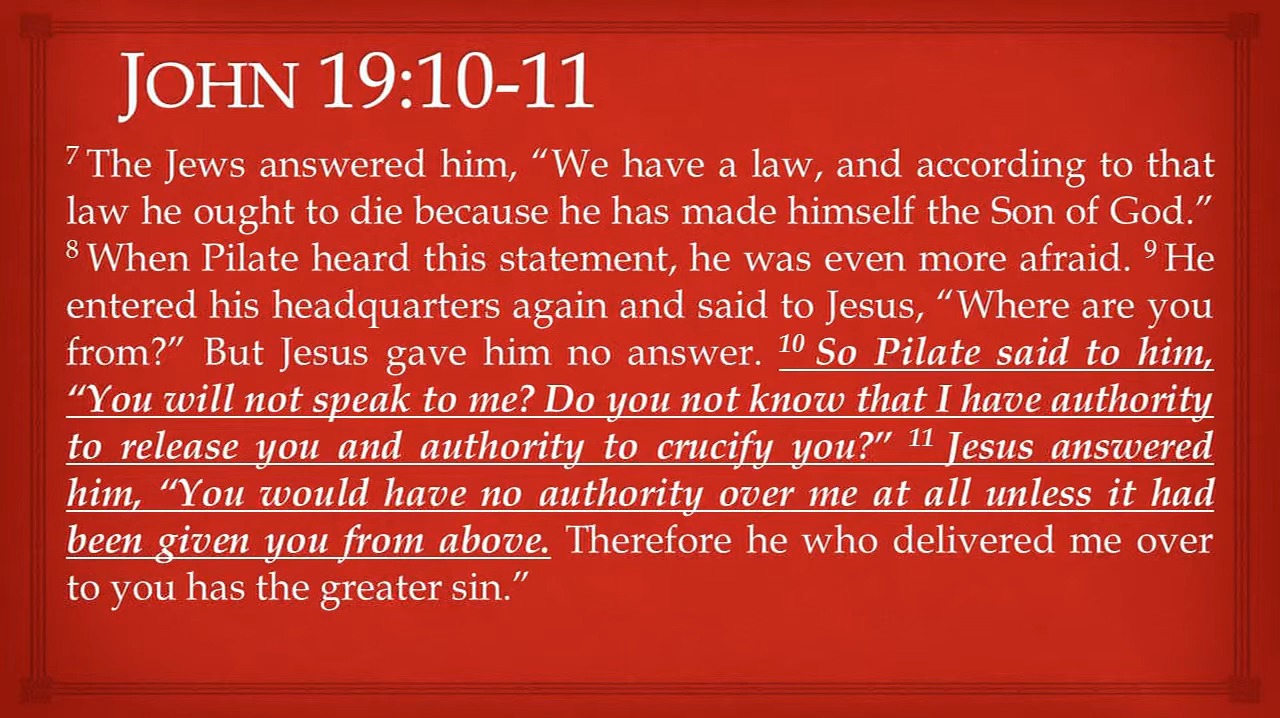 JOHN 19:10-11
7 The Jews answered him, “We have a law, and according to that
law he ought to die because he has made himself the Son of God.”
8 When Pilate heard this statement, he was even more afraid. 9 He
entered his headquarters again and said to Jesus, “Where are you
from?” But Jesus gave him no answer. 10 So Pilate said to him,
“You will not speak to me? Do you not know that I have authority
to release you and authority to crucify you?” 11 Jesus answered
him, “You would have no authority over me at all unless it had
been given you from above. Therefore he who delivered me over
to you has the greater sin.”